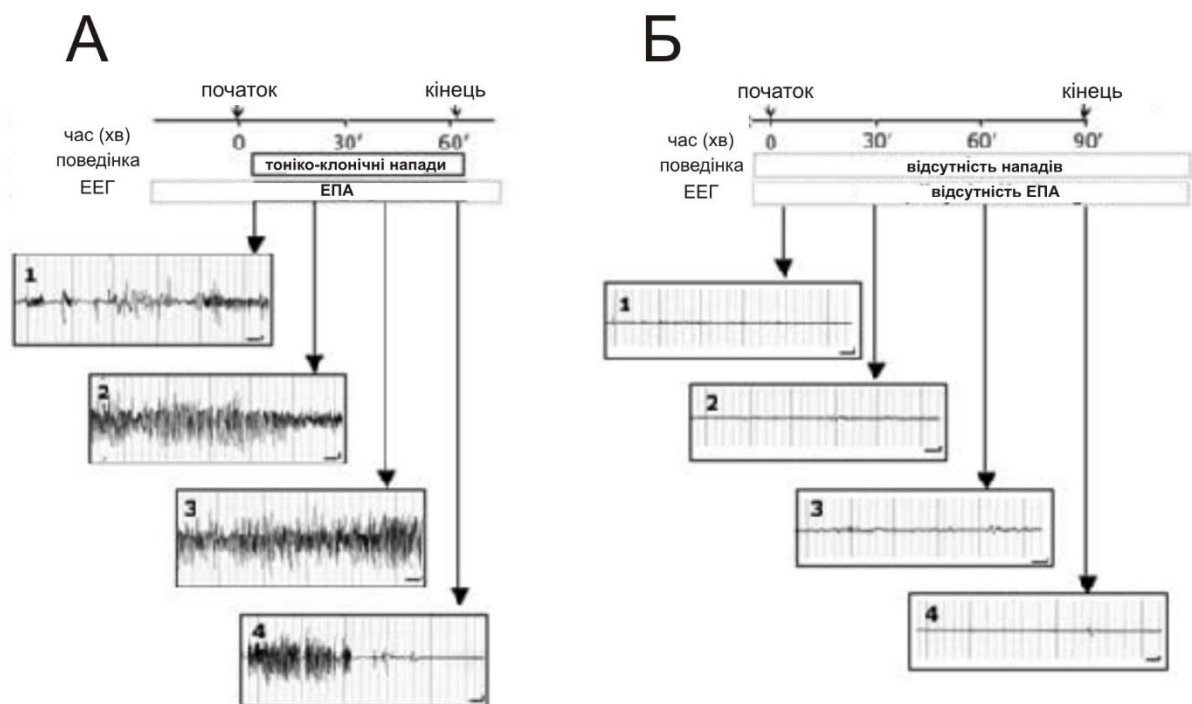 А
початок кінець
час (хв) 0 30' 60'
поведінка тоніко-клонічні напади
ЕЕГ ЕПА
1
2
3
4
Б
початок кінець
час (хв) 0 30' 60' 90'
поведінка відсутність нападів
ЕЕГ відсутність ЕПА
1
2
3
4